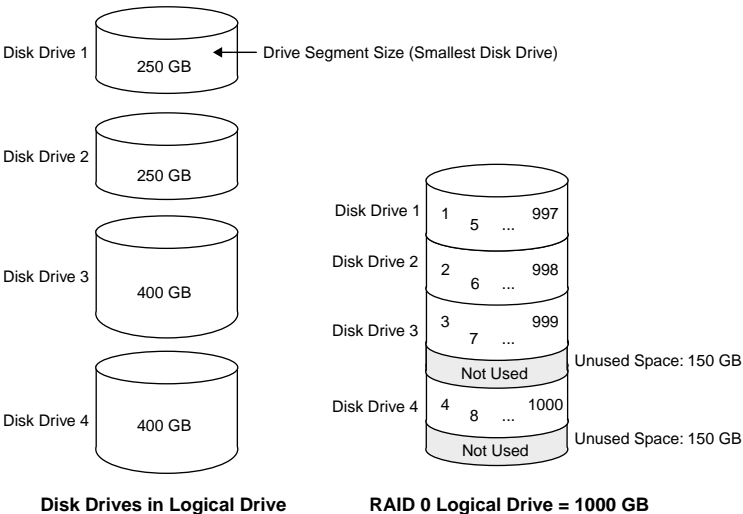 Disk Drive 1
250 GB
Drive Segment Size (Smallest Disk Drive)
Disk Drive 2
250 GB
Disk Drive 3
400 GB
Disk Drive 4
400 GB
Disk Drives in Logical Drive
Disk Drive 1
1 5 ... 997
Disk Drive 2
2 6 ... 998
Disk Drive 3
3 7 ... 999
Not Used
Unused Space: 150 GB
Disk Drive 4
4 8 ... 1000
Not Used
Unused Space: 150 GB
RAID 0 Logical Drive = 1000 GB